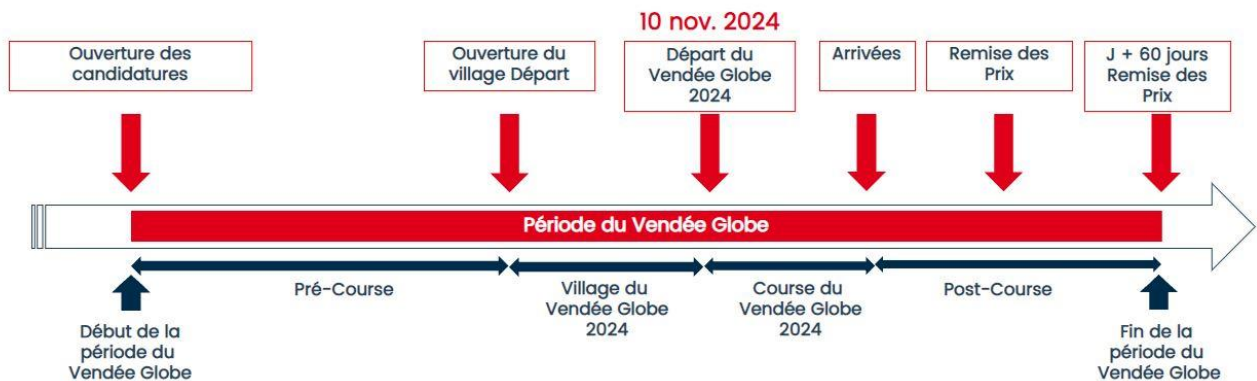 10 nov. 2024
Ouverture des
candidatures
Ouverture du
village Départ
Départ du
Vendée Globe
2024
Arrivées
Remise des
Prix
J + 60 jours
Remise des
Prix
Période du Vendée Globe
Pré-Course
Village du
Vendée Globe
2024
Course du
Vendée Globe
2024
Post-Course
Début de la
période du
Vendée Globe
Fin de la
période du
Vendée Globe